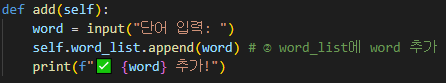 def add(self):
    word = input("단어 입력: ")
    self.word_list.append(word) # ② word_list에 word 추가
    print(f"✅ {word} 추가!")